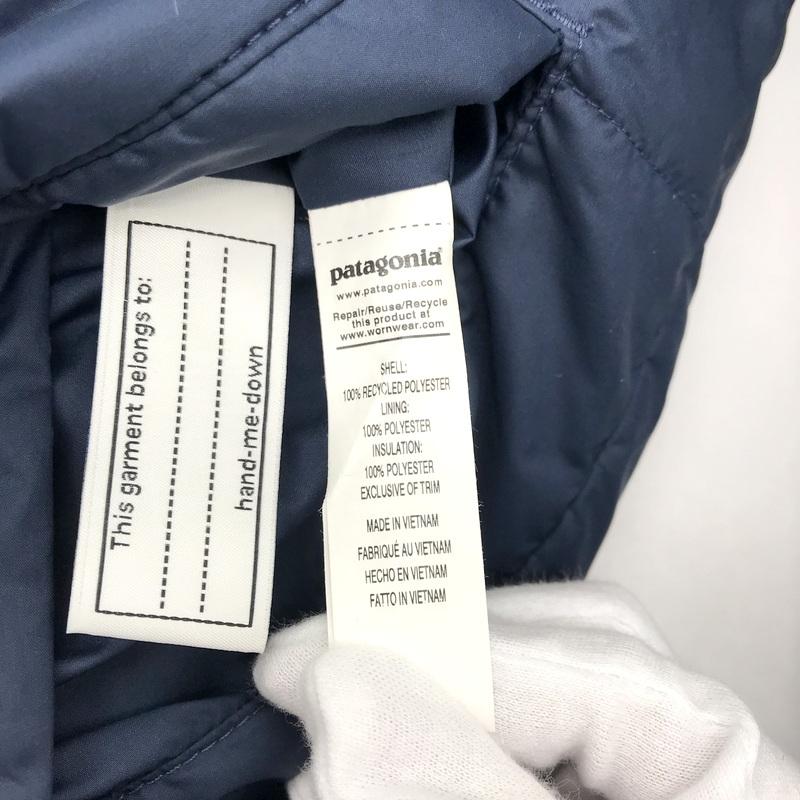 This garment belongs to:
hand-me-down
patagonia®
www.patagonia.com
Repair/Reuse/Recycle
this product at
www.wornwear.com
SHELL:
100% RECYCLED POLYESTER
LINING:
100% POLYESTER
INSULATION:
100% POLYESTER
EXCLUSIVE OF TRIM
MADE IN VIETNAM
FABRIQUÉ AU VIETNAM
HECHO EN VIETNAM
FATTO IN VIETNAM